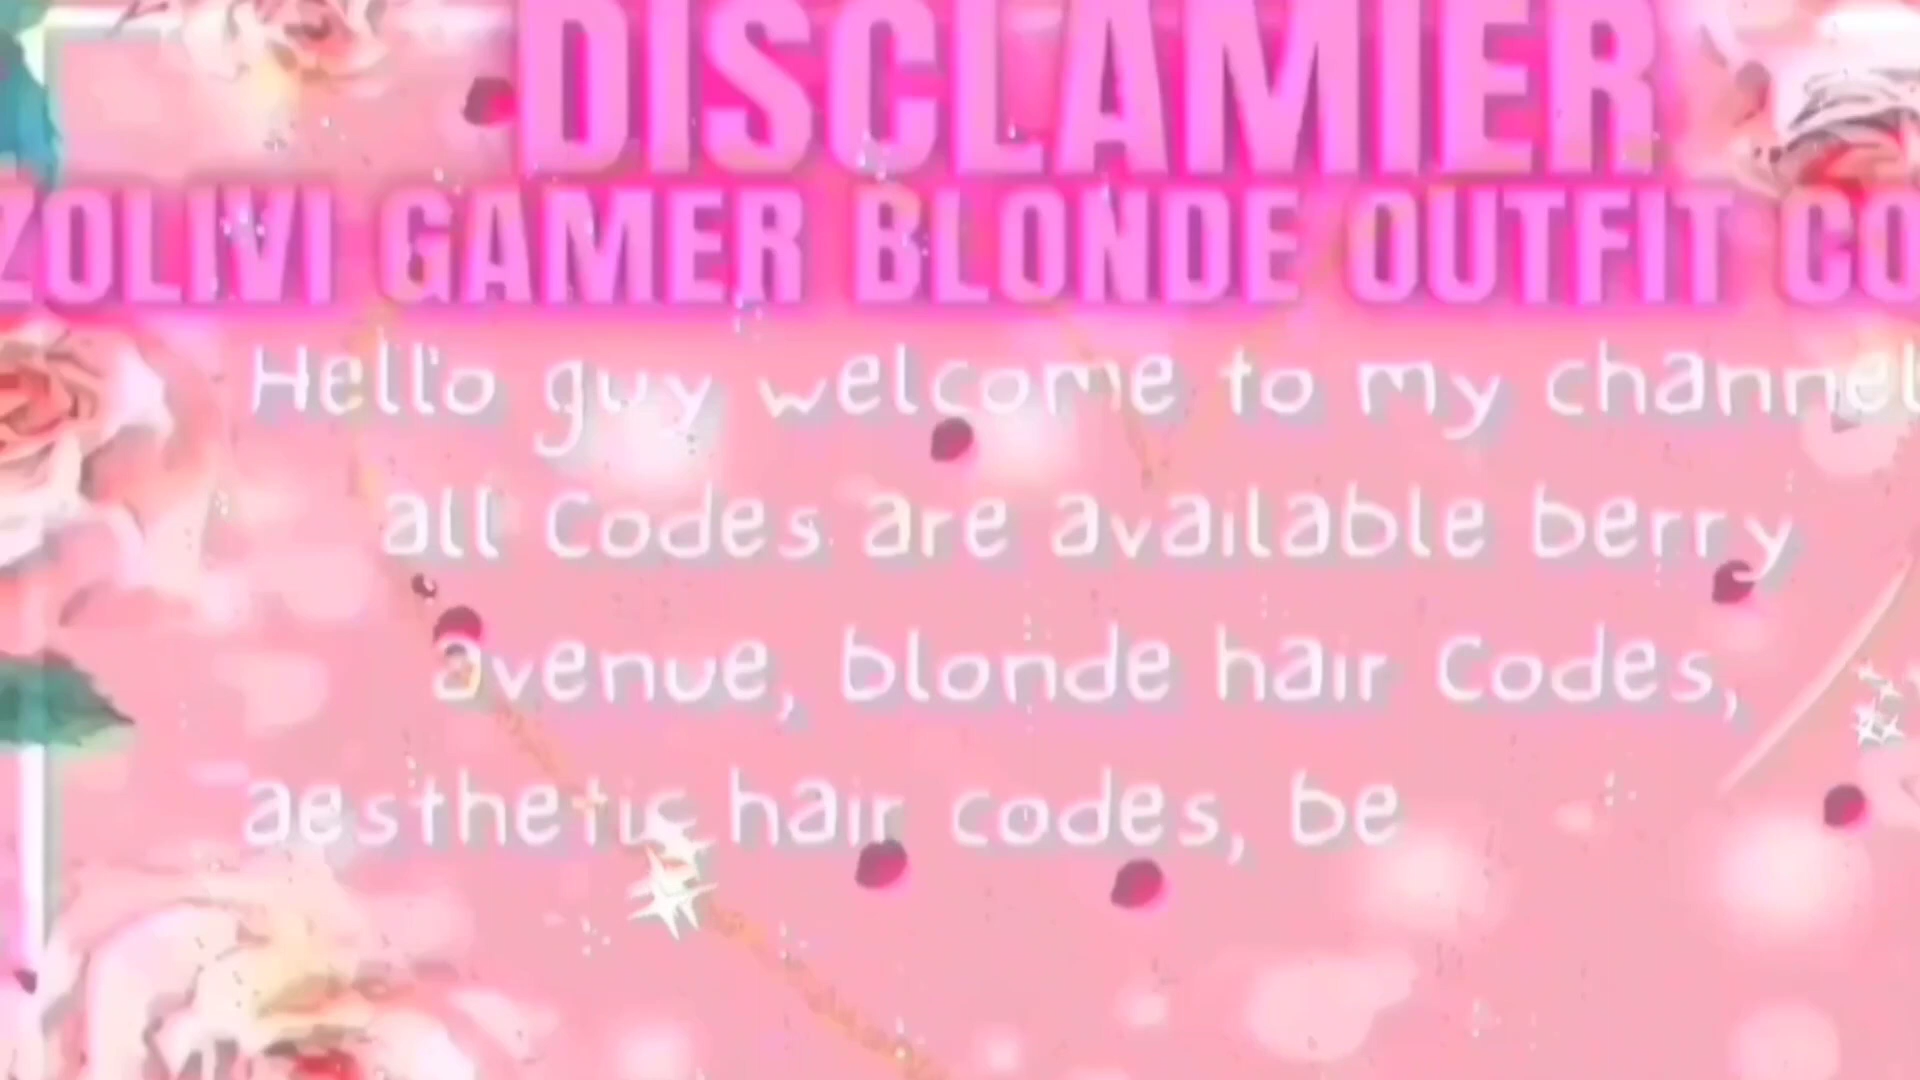 DISCLAMIER
ZOLIVI GAMER BLONDE OUTFIT CO
Hello guy welcome to my channel
all Codes are available berry
avenue, blonde hair Codes,
aesthetic hair codes, be